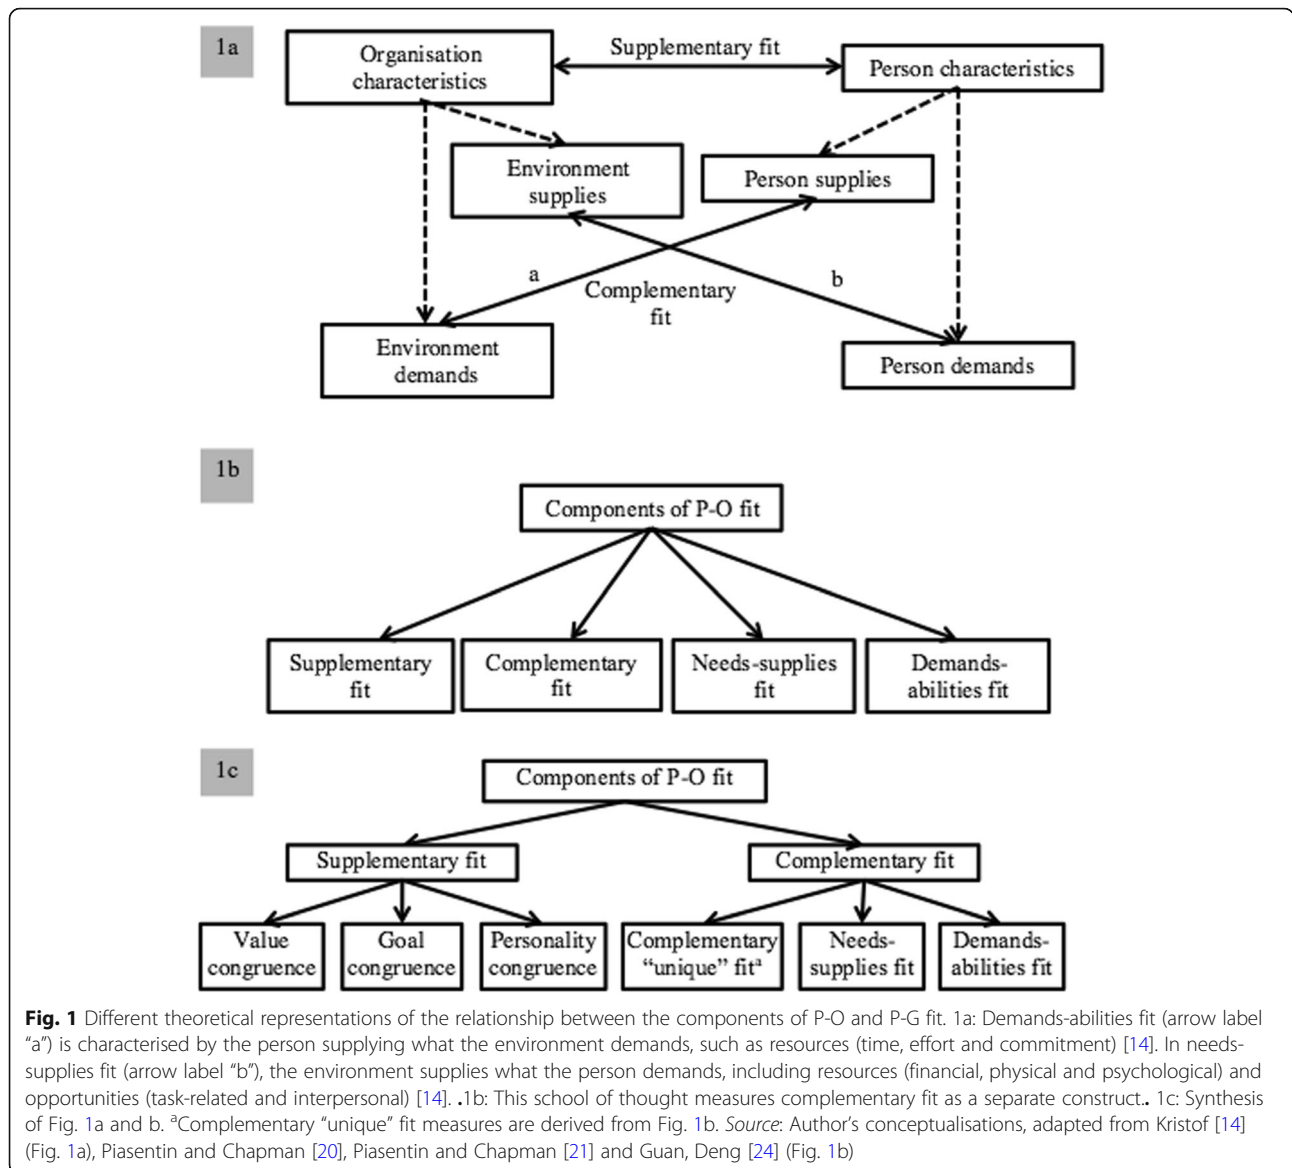 1a
Organisation
characteristics
Supplementary fit
Person characteristics
Environment
supplies
Person supplies
a
b
Complementary
fit
Environment
demands
Person demands
1b
Components of P-O fit
Supplementary
fit
Complementary
fit
Needs-supplies
fit
Demands-
abilities fit
1c
Components of P-O fit
Supplementary fit
Complementary fit
Value
congruence
Goal
congruence
Personality
congruence
Complementary
“unique” fitᵃ
Needs-
supplies fit
Demands-
abilities fit
Fig. 1 Different theoretical representations of the relationship between the components of P-O and P-G fit. 1a: Demands-abilities fit (arrow label
“a”) is characterised by the person supplying what the environment demands, such as resources (time, effort and commitment) [14]. In needs-
supplies fit (arrow label “b”), the environment supplies what the person demands, including resources (financial, physical and psychological) and
opportunities (task-related and interpersonal) [14]. .1b: This school of thought measures complementary fit as a separate construct.. 1c: Synthesis
of Fig. 1a and b. ᵃComplementary “unique” fit measures are derived from Fig. 1b. Source: Author’s conceptualisations, adapted from Kristof [14]
(Fig. 1a), Piasentin and Chapman [20], Piasentin and Chapman [21] and Guan, Deng [24] (Fig. 1b)